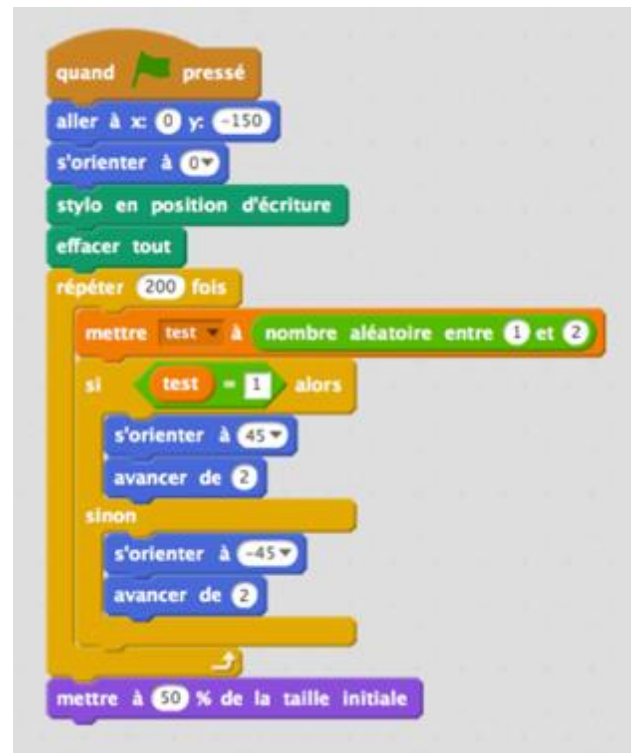 quand pressé
aller à x: 0 y: -150
s'orienter à 0
stylo en position d'écriture
effacer tout
répéter 200 fois
mettre test à nombre aléatoire entre 1 et 2
si test = 1 alors
s'orienter à 45
avancer de 2
sinon
s'orienter à -45
avancer de 2
mettre à 50 % de la taille initiale